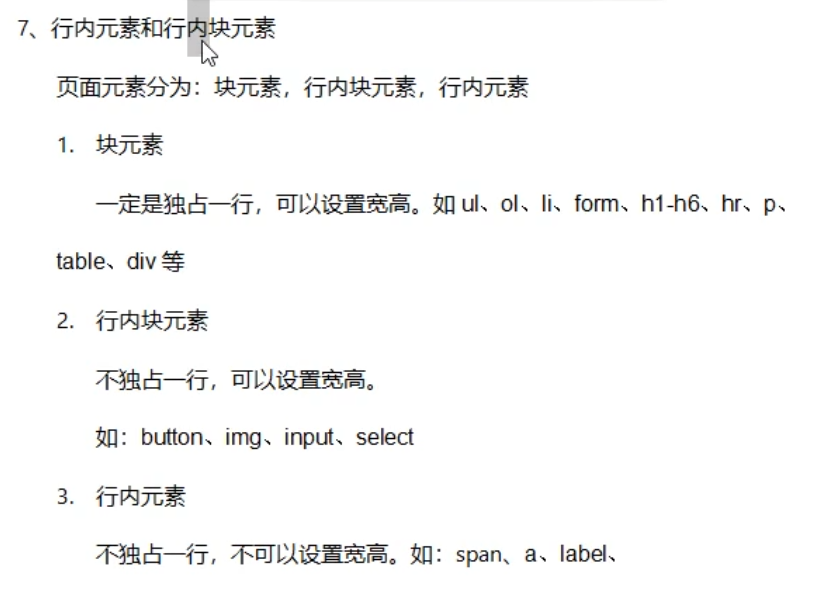 7、行内元素和行内块元素
页面元素分为：块元素，行内块元素，行内元素
1. 块元素
一定是独占一行，可以设置宽高。如 ul、ol、li、form、h1-h6、hr、p、
table、div 等
2. 行内块元素
不独占一行，可以设置宽高。
如：button、img、input、select
3. 行内元素
不独占一行，不可以设置宽高。如：span、a、label、